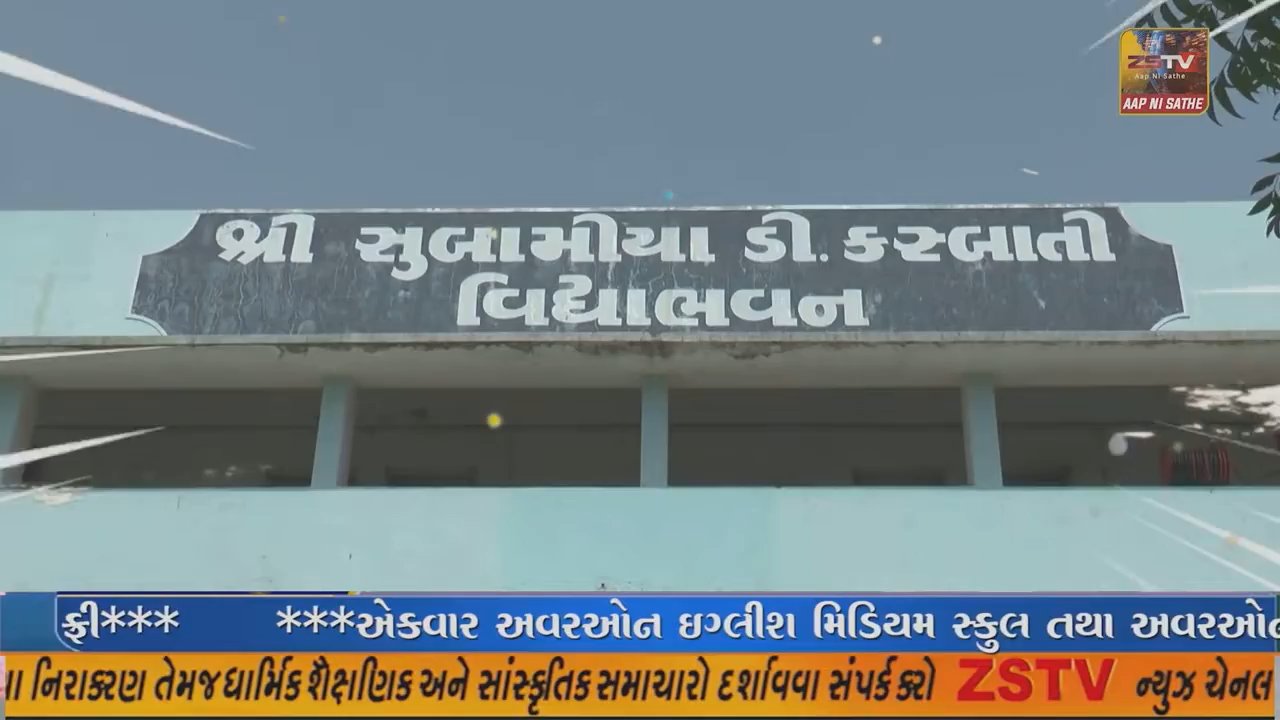 ZSTV
Aap Ni Sathe
AAP NI SATHE
શ્રી સુબામીયા ડી. કરબાતી
વિદ્યાભવન
ફ્રી*** ***એકવાર અવરઓન ઇગ્લીશ મિડિયમ સ્કુલ તથા અવરઓન
નિરાકરણ તેમજ ધાર્મિક શૈક્ષણિક અને સાંસ્કૃતિક સમાચારો દર્શાવવા સંપર્ક કરો ZSTV ન્યુઝ ચેનલ